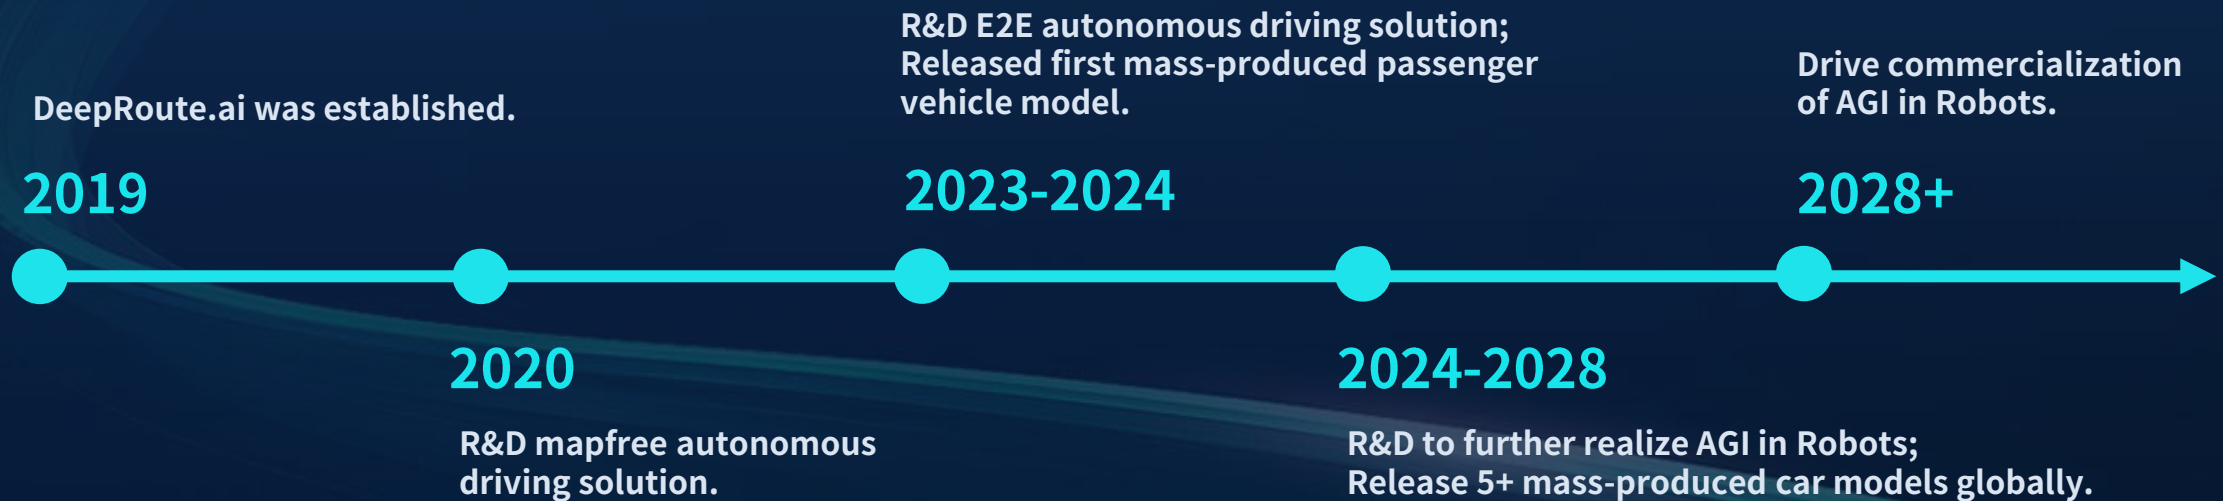 DeepRoute.ai was established.
2019
2020
R&D mapfree autonomous
driving solution.
R&D E2E autonomous driving solution;
Released first mass-produced passenger
vehicle model.
2023-2024
2024-2028
R&D to further realize AGI in Robots;
Release 5+ mass-produced car models globally.
Drive commercialization
of AGI in Robots.
2028+